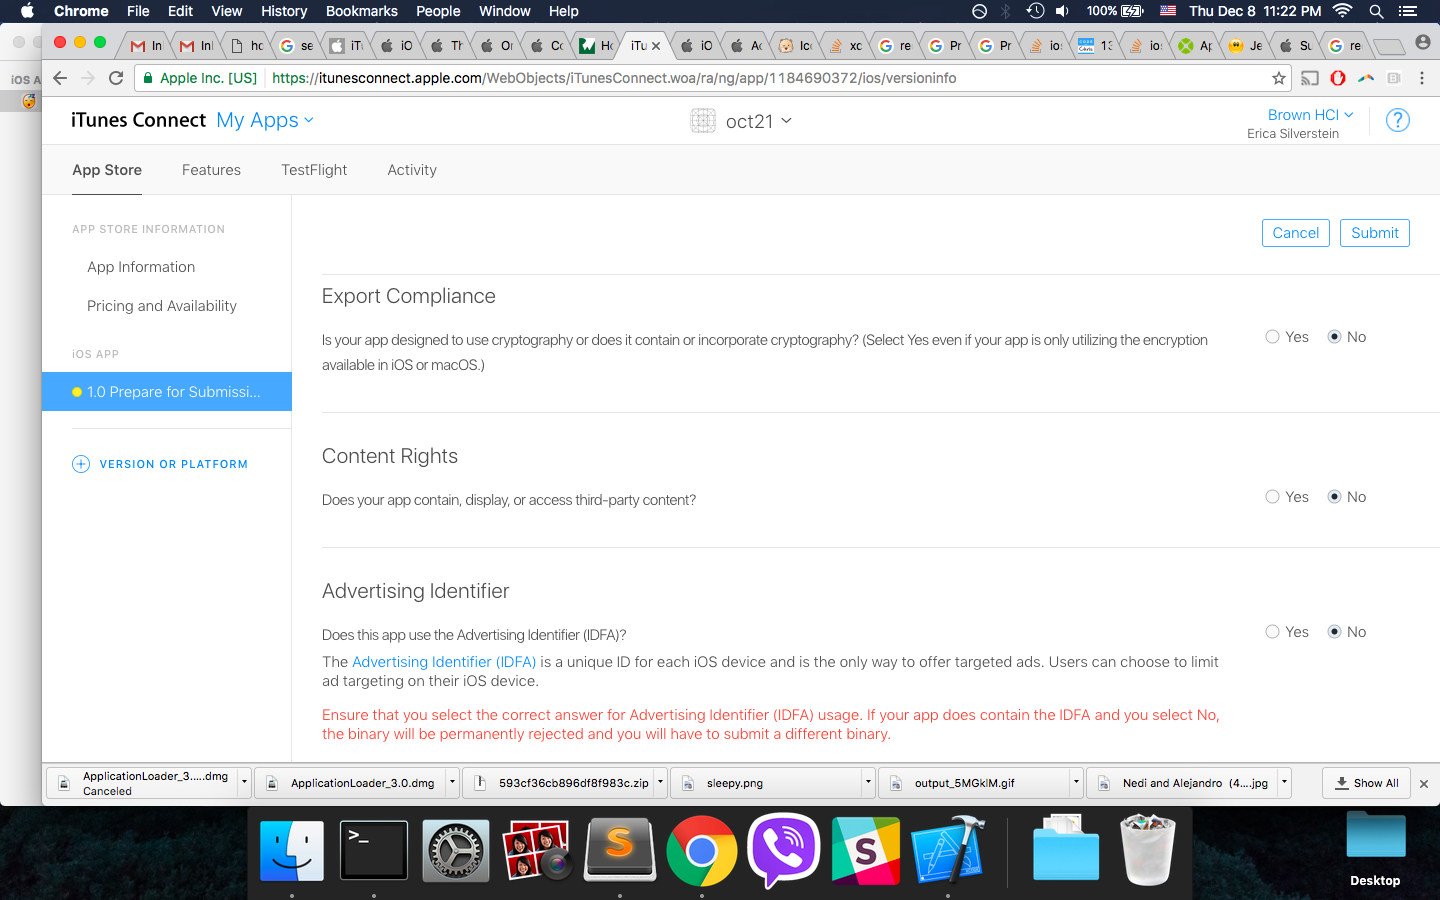 Chrome File Edit View History Bookmarks People Window Help 100% Thu Dec 8 11:22 PM
iOS A
In In ho se iT iO Th Or Co Ho iTu iO Ac Ico xc re Pr Pr ios 13 ios Ap Je Su re
Apple Inc. [US] https://itunesconnect.apple.com/WebObjects/iTunesConnect.woa/ra/ng/app/1184690372/ios/versioninfo
iTunes Connect My Apps oct21 Brown HCI ?
Erica Silverstein
App Store Features TestFlight Activity
APP STORE INFORMATION
App Information
Pricing and Availability
iOS APP
1.0 Prepare for Submissi...
VERSION OR PLATFORM
Cancel Submit
Export Compliance
Is your app designed to use cryptography or does it contain or incorporate cryptography? (Select Yes even if your app is only utilizing the encryption
available in iOS or macOS.)
Yes No
Content Rights
Does your app contain, display, or access third-party content?
Yes No
Advertising Identifier
Does this app use the Advertising Identifier (IDFA)?
Yes No
The Advertising Identifier (IDFA) is a unique ID for each iOS device and is the only way to offer targeted ads. Users can choose to limit
ad targeting on their iOS device.
Ensure that you select the correct answer for Advertising Identifier (IDFA) usage. If your app does contain the IDFA and you select No,
the binary will be permanently rejected and you will have to submit a different binary.
ApplicationLoader_3.....dmg
Canceled
ApplicationLoader_3.0.dmg
593cf36cb896df8f983c.zip
sleepy.png
output_5MGklM.gif
Nedi and Alejandro (4....jpg
Show All
Desktop